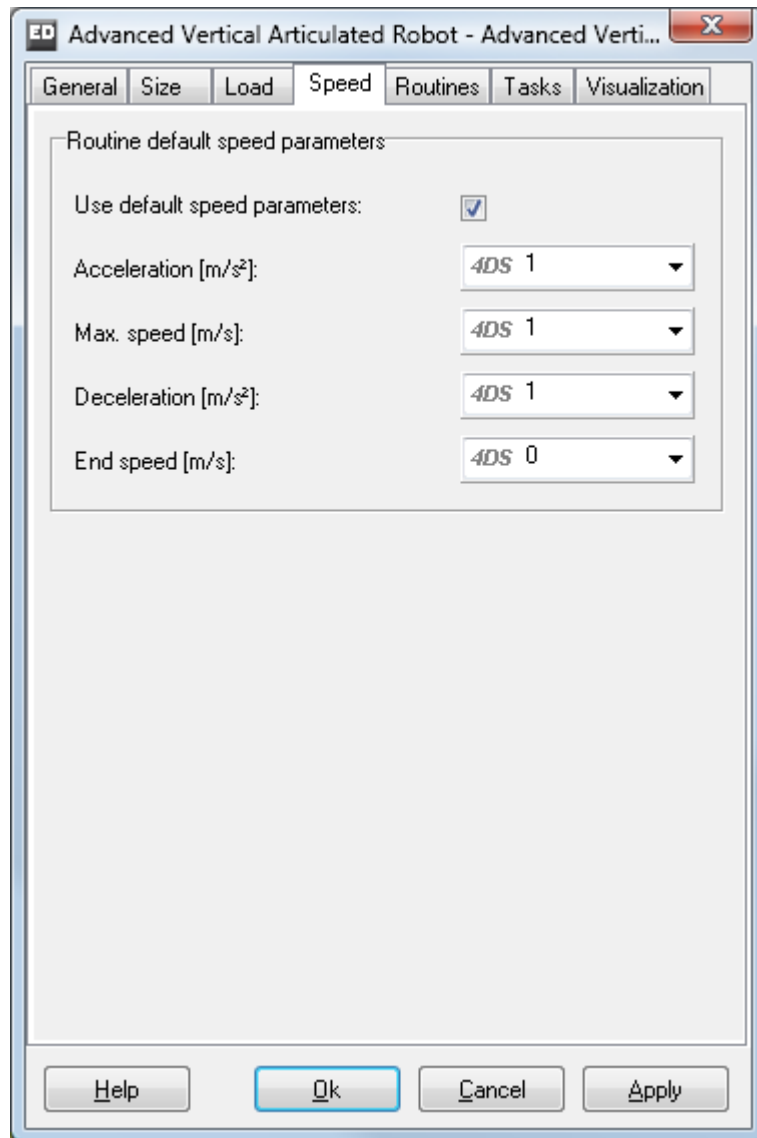 ED Advanced Vertical Articulated Robot - Advanced Verti... X
General Size Load Speed Routines Tasks Visualization
Routine default speed parameters
Use default speed parameters:
Acceleration [m/s²]: 4DS 1
Max. speed [m/s]: 4DS 1
Deceleration [m/s²]: 4DS 1
End speed [m/s]: 4DS 0
Help Ok Cancel Apply